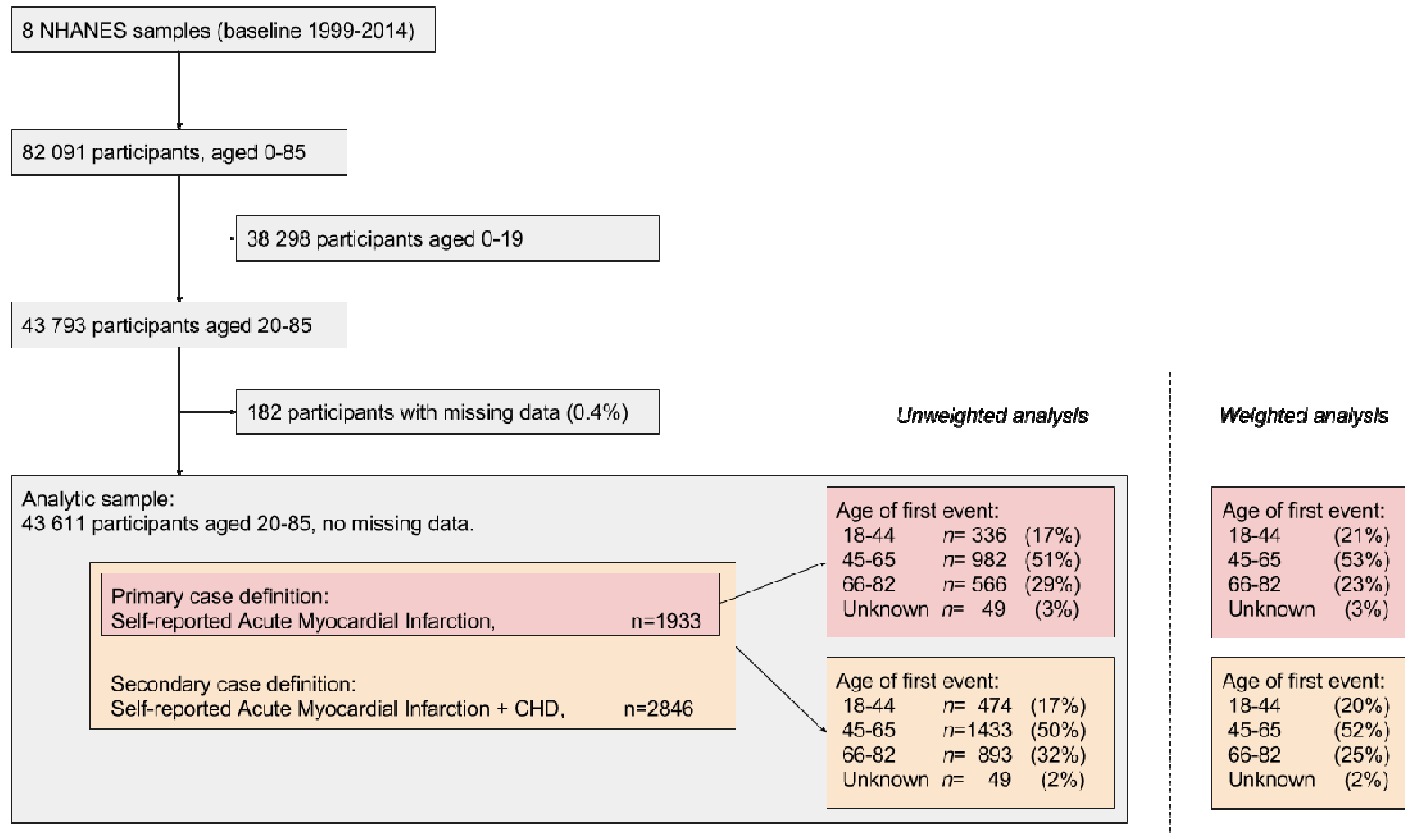 8 NHANES samples (baseline 1999-2014)
82 091 participants, aged 0-85
38 298 participants aged 0-19
43 793 participants aged 20-85
182 participants with missing data (0.4%)
Unweighted analysis
Weighted analysis
Analytic sample:
43 611 participants aged 20-85, no missing data.
Primary case definition:
Self-reported Acute Myocardial Infarction, n=1933
Secondary case definition:
Self-reported Acute Myocardial Infarction + CHD, n=2846
Age of first event:
18-44 n= 336 (17%)
45-65 n= 982 (51%)
66-82 n= 566 (29%)
Unknown n= 49 (3%)
Age of first event:
18-44 (21%)
45-65 (53%)
66-82 (23%)
Unknown (3%)
Age of first event:
18-44 n= 474 (17%)
45-65 n=1433 (50%)
66-82 n= 893 (32%)
Unknown n= 49 (2%)
Age of first event:
18-44 (20%)
45-65 (52%)
66-82 (25%)
Unknown (2%)